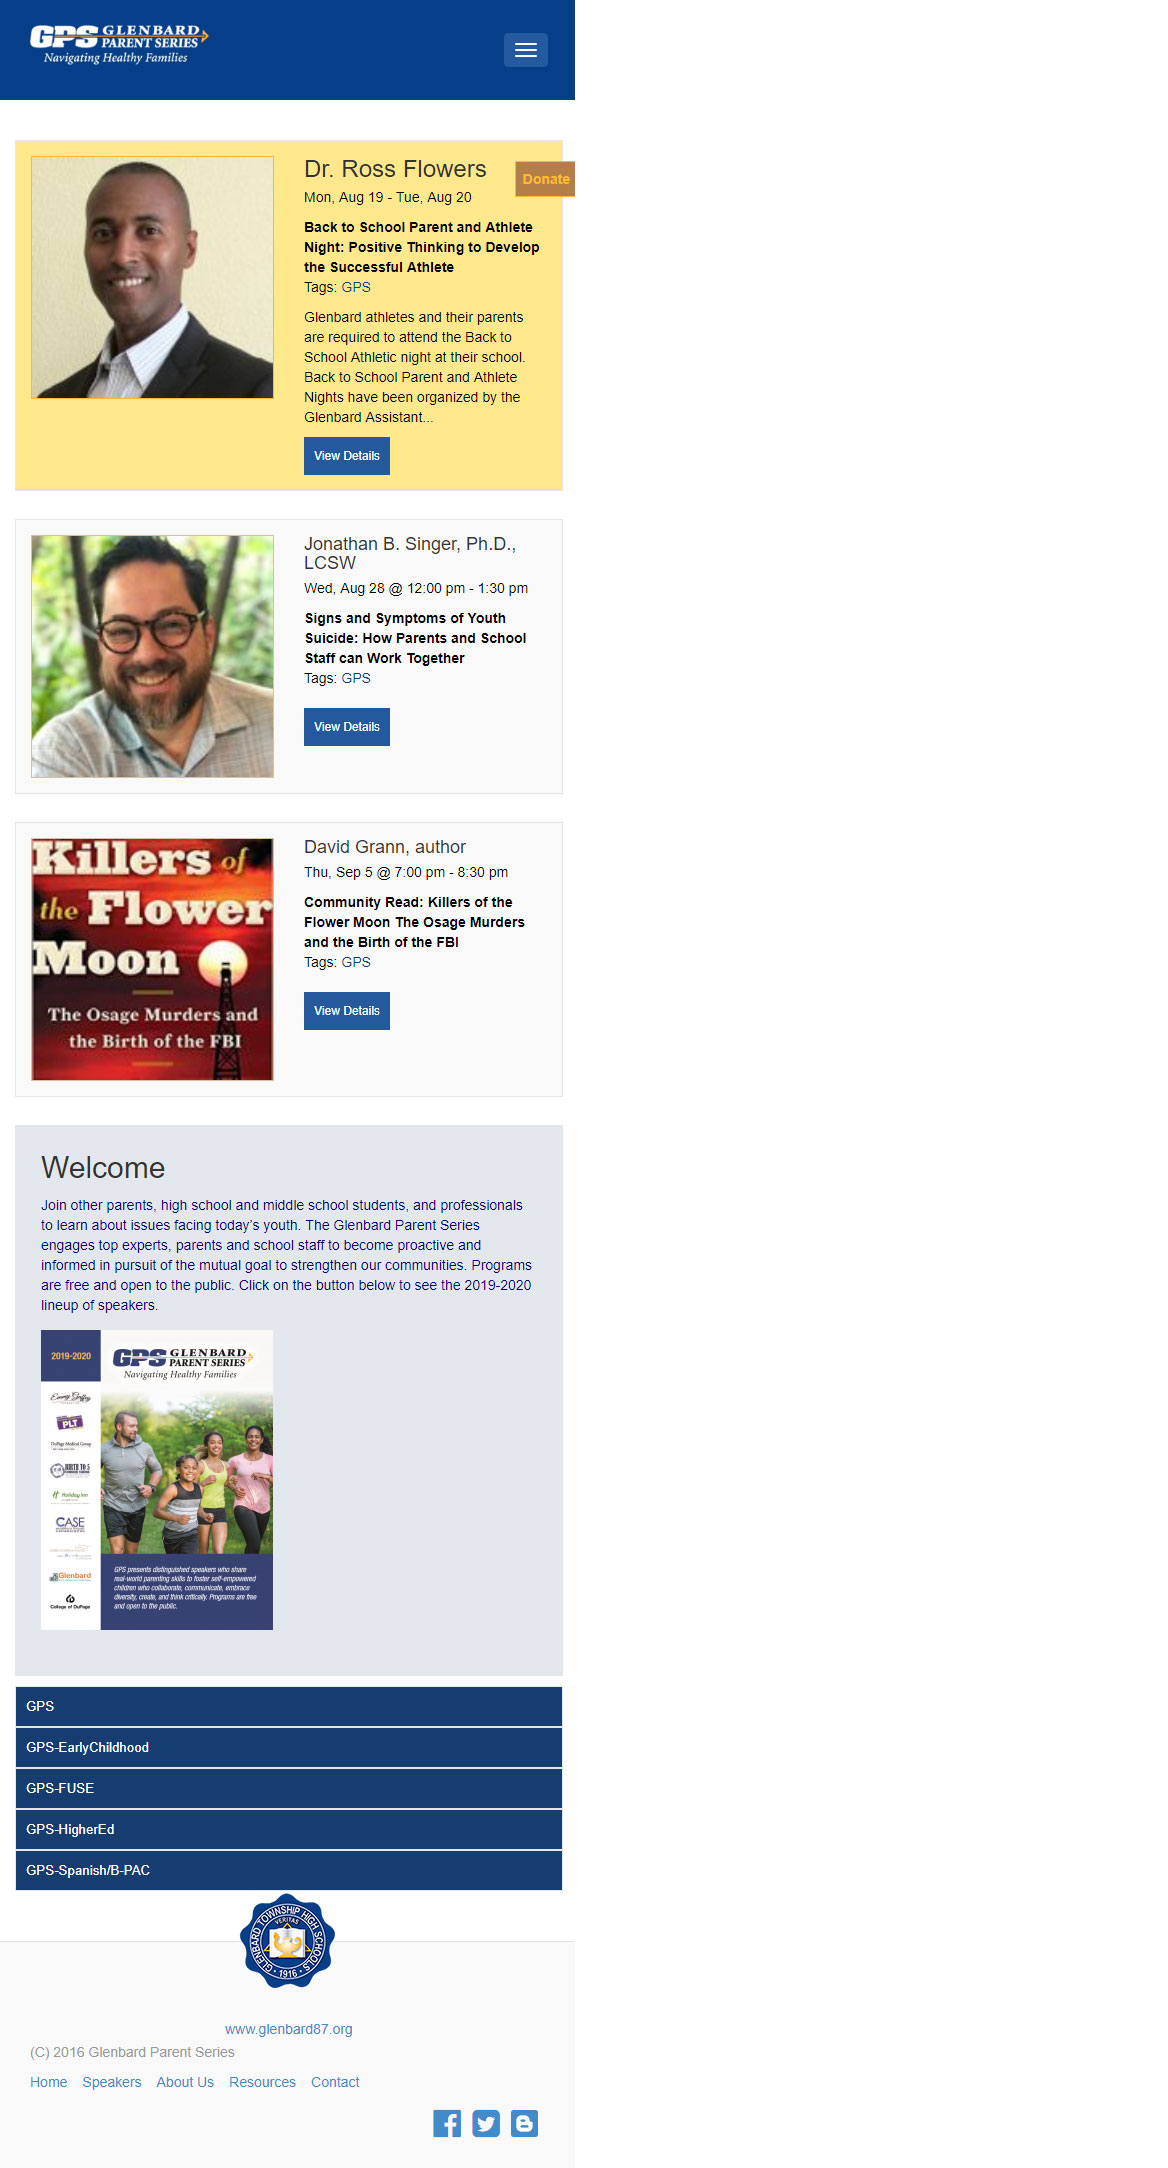 GPS GLENBARD
PARENT SERIES
Navigating Healthy Families
Dr. Ross Flowers
Donate
Mon, Aug 19 - Tue, Aug 20
Back to School Parent and Athlete
Night: Positive Thinking to Develop
the Successful Athlete
Tags: GPS
Glenbard athletes and their parents
are required to attend the Back to
School Athletic night at their school.
Back to School Parent and Athlete
Nights have been organized by the
Glenbard Assistant...
View Details
Jonathan B. Singer, Ph.D.,
LCSW
Wed, Aug 28 @ 12:00 pm - 1:30 pm
Signs and Symptoms of Youth
Suicide: How Parents and School
Staff can Work Together
Tags: GPS
View Details
Killers of
the Flower
Moon
The Osage Murders and
the Birth of the FBI
David Grann, author
Thu, Sep 5 @ 7:00 pm - 8:30 pm
Community Read: Killers of the
Flower Moon The Osage Murders
and the Birth of the FBI
Tags: GPS
View Details
Welcome
Join other parents, high school and middle school students, and professionals
to learn about issues facing today's youth. The Glenbard Parent Series
engages top experts, parents and school staff to become proactive and
informed in pursuit of the mutual goal to strengthen our communities. Programs
are free and open to the public. Click on the button below to see the 2019-2020
lineup of speakers.
2019-2020
GPS GLENBARD
PARENT SERIES
Navigating Healthy Families
PLT
DuPage Medical Group
BIRTH TO 5
Holiday Inn
CASE
Glenbard
College of DuPage
GPS presents distinguished speakers who share
real-world parenting skills to foster self-empowered
children who collaborate, communicate, embrace
diversity, create, and think critically. Programs are free
and open to the public.
GPS
GPS-EarlyChildhood
GPS-FUSE
GPS-HigherEd
GPS-Spanish/B-PAC
GLENBARD TOWNSHIP HIGH SCHOOLS
VERITAS
1916
www.glenbard87.org
(C) 2016 Glenbard Parent Series
Home Speakers About Us Resources Contact